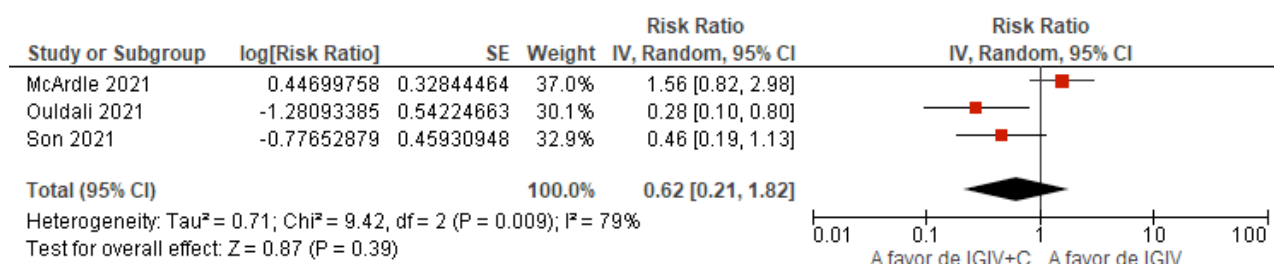 Risk Ratio Risk Ratio
Study or Subgroup log[Risk Ratio] SE Weight IV, Random, 95% CI IV, Random, 95% CI
McArdle 2021 0.44699758 0.32844464 37.0% 1.56 [0.82, 2.98]
Ouldali 2021 -1.28093385 0.54224663 30.1% 0.28 [0.10, 0.80]
Son 2021 -0.77652879 0.45930948 32.9% 0.46 [0.19, 1.13]
Total (95% CI) 100.0% 0.62 [0.21, 1.82]
Heterogeneity: Tau² = 0.71; Chi² = 9.42, df = 2 (P = 0.009); I² = 79%
Test for overall effect: Z = 0.87 (P = 0.39)
0.01 0.1 1 10 100
A favor de IGIV+C A favor de IGIV